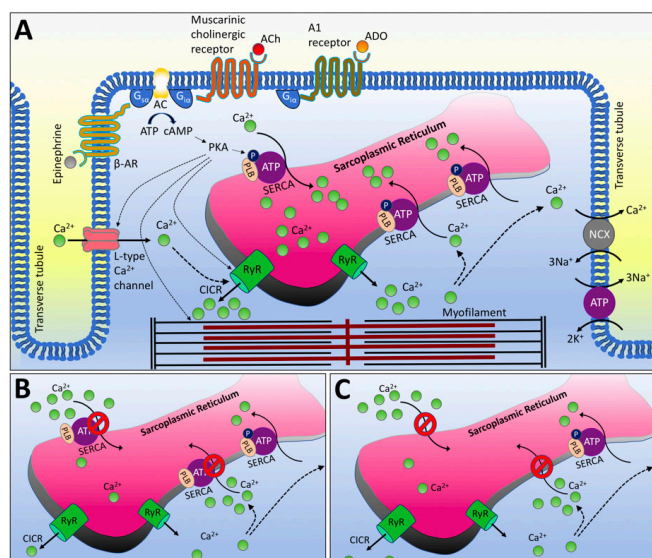 A
Muscarinic
cholinergic
receptor
ACh
A1
receptor
ADO
Gsα
AC
Giα
Giα
ATP cAMP
Epinephrine
β-AR
PKA
Ca²⁺
P
PLB
ATP
SERCA
Sarcoplasmic Reticulum
P
PLB
ATP
SERCA
P
PLB
ATP
SERCA
Transverse tubule
Ca²⁺
L-type
Ca²⁺
channel
Ca²⁺
Ca²⁺
RyR
CICR
RyR
Ca²⁺
Ca²⁺
Ca²⁺
Myofilament
Transverse tubule
Ca²⁺
NCX
3Na⁺
3Na⁺
ATP
2K⁺
B
Ca²⁺
PLB
ATP
SERCA
Sarcoplasmic Reticulum
P
PLB
ATP
SERCA
PLB
ATP
SERCA
Ca²⁺
Ca²⁺
RyR
CICR
RyR
Ca²⁺
C
Ca²⁺
Sarcoplasmic Reticulum
P
PLB
ATP
SERCA
Ca²⁺
Ca²⁺
RyR
CICR
RyR
Ca²⁺